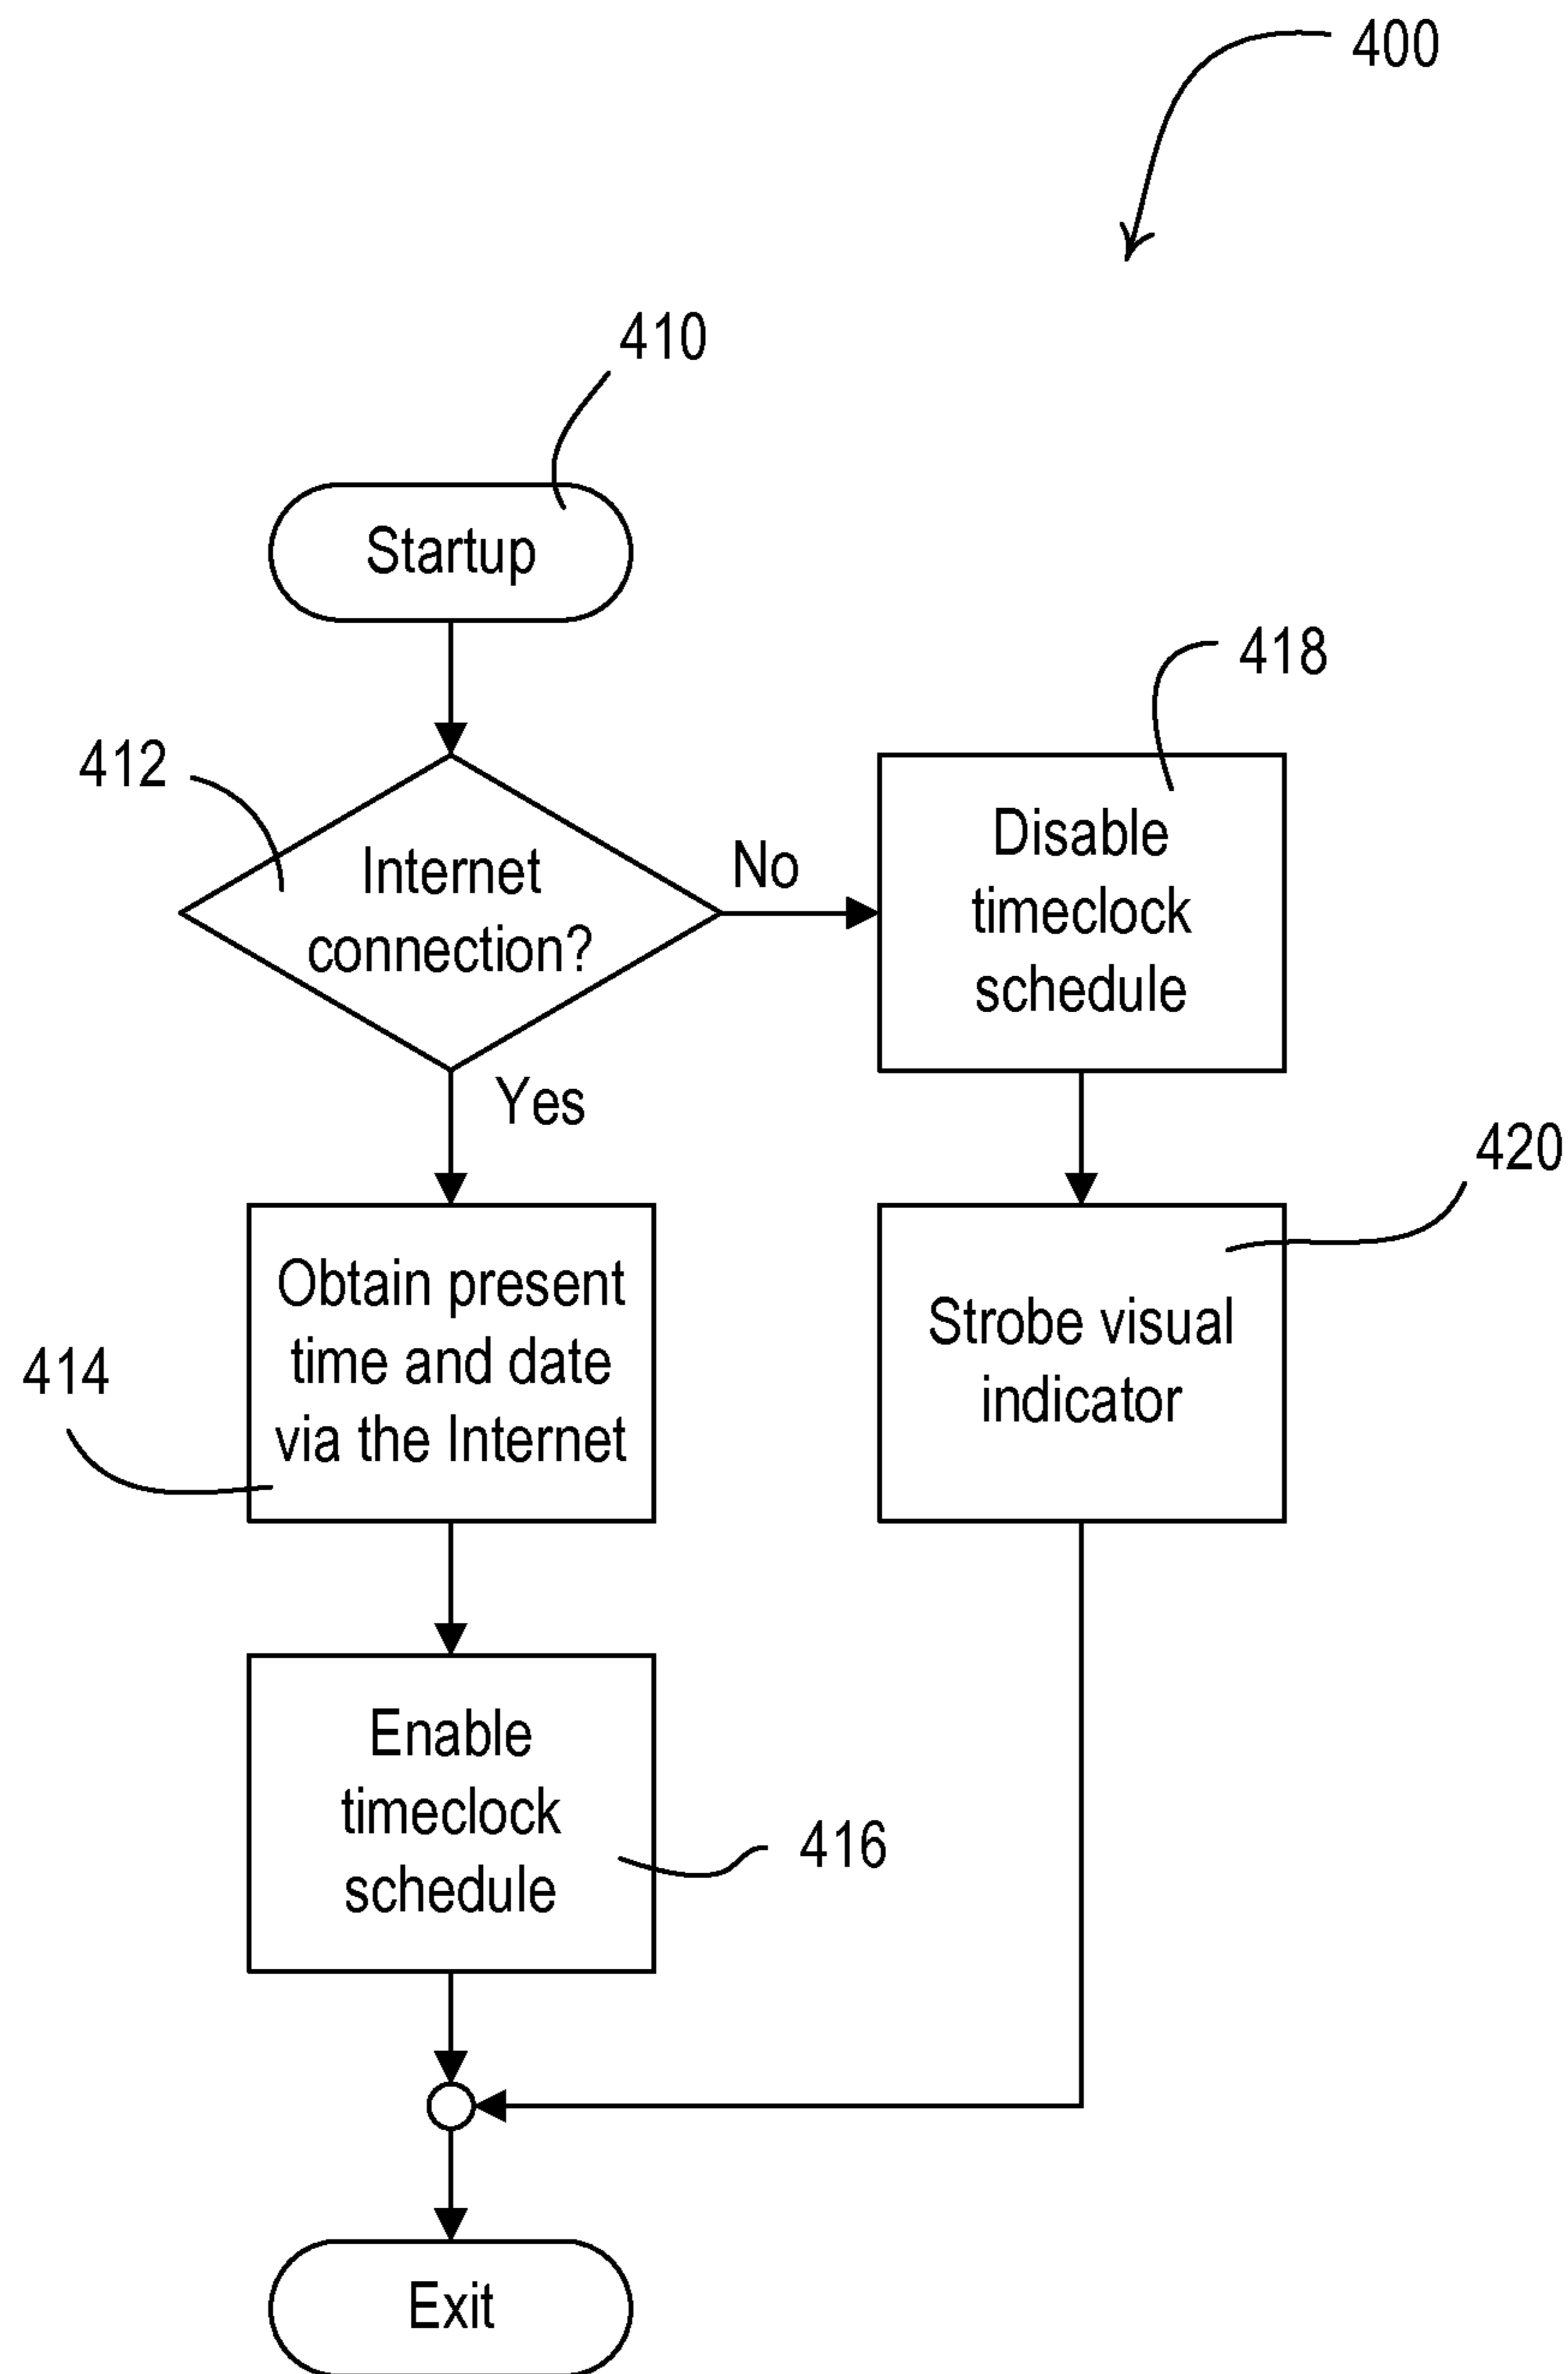 400
410
Startup
418
412
Internet
connection?
No
Disable
timeclock
schedule
Yes
420
Obtain present
time and date
via the Internet
414
Strobe visual
indicator
Enable
timeclock
schedule
416
Exit